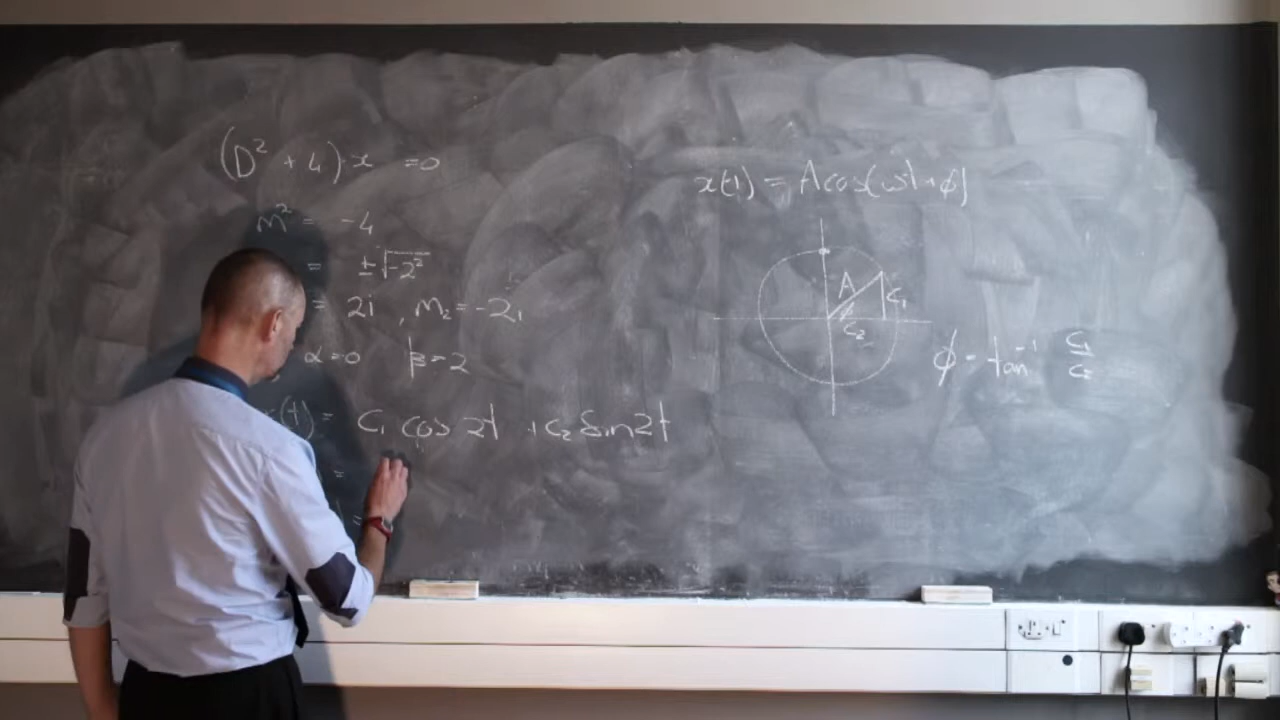 (D² + 4)·x = 0
m² = -4
= ±√-2²
= 2i , m₂ = -2i
α=0 β=2
(t) = C₁ cos 2t + C₂ sin 2t
=
=
x(t) = A cos(ωt+φ)
A
C₁
C₂
φ = tan⁻¹ C₁/C₂